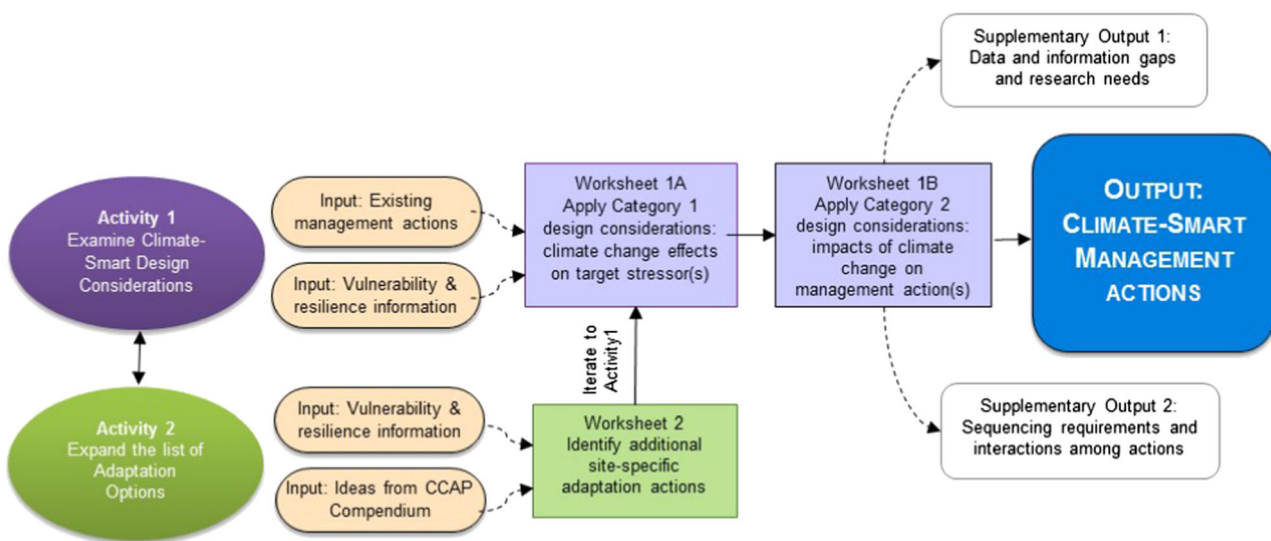 Activity 1
Examine Climate-
Smart Design
Considerations
Activity 2
Expand the list of
Adaptation
Options
Input: Existing
management actions
Input: Vulnerability &
resilience information
Input: Vulnerability &
resilience information
Input: Ideas from CCAP
Compendium
Worksheet 1A
Apply Category 1
design considerations:
climate change effects
on target stressor(s)
Iterate to
Activity1
Worksheet 2
Identify additional
site-specific
adaptation actions
Worksheet 1B
Apply Category 2
design considerations:
impacts of climate
change on
management action(s)
Supplementary Output 1:
Data and information gaps
and research needs
OUTPUT:
CLIMATE-SMART
MANAGEMENT
ACTIONS
Supplementary Output 2:
Sequencing requirements and
interactions among actions